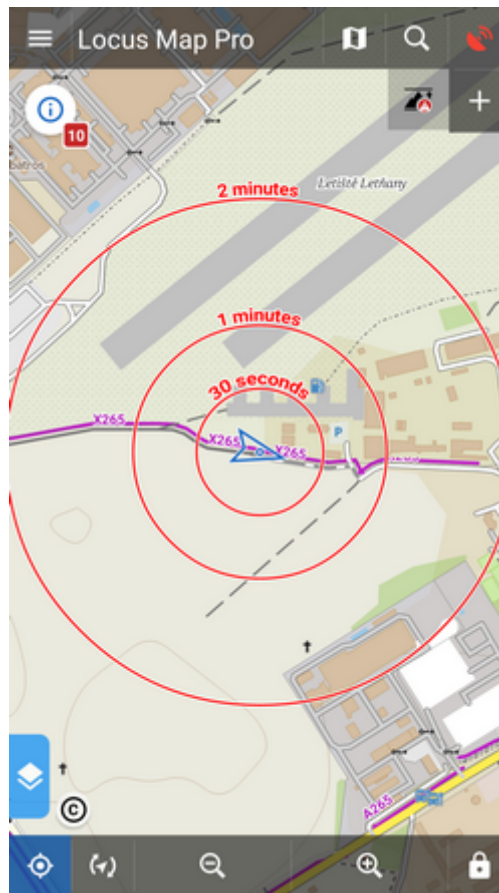 Locus Map Pro
10
Letiště Letňany
2 minutes
1 minutes
30 seconds
X265
X265
X265
P
A265
©